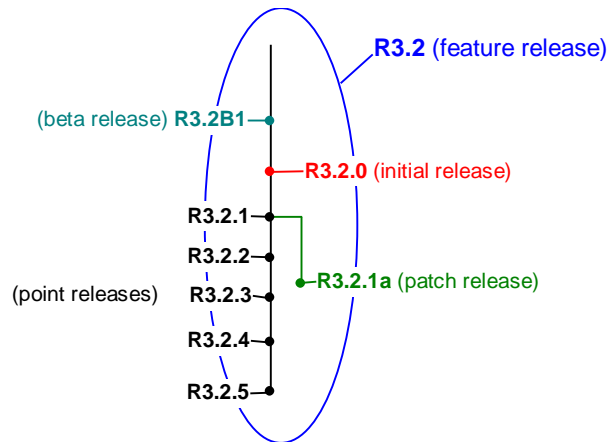 R3.2 (feature release)
(beta release) R3.2B1
R3.2.0 (initial release)
R3.2.1
R3.2.2
R3.2.1a (patch release)
(point releases)
R3.2.3
R3.2.4
R3.2.5